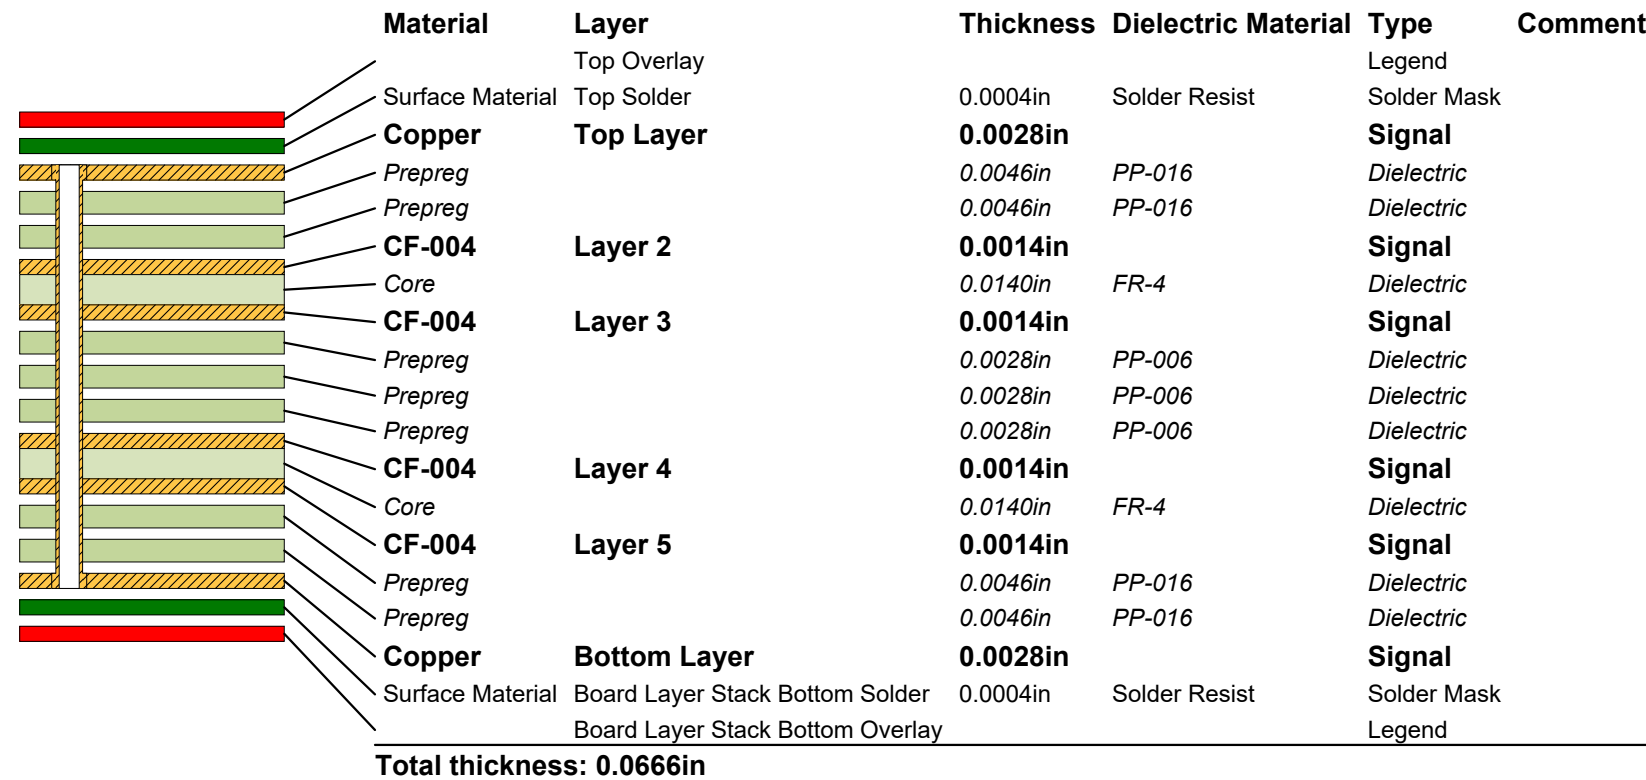 Material Layer Thickness Dielectric Material Type Comment
Top Overlay Legend
Surface Material Top Solder 0.0004in Solder Resist Solder Mask
Copper Top Layer 0.0028in Signal
Prepreg 0.0046in PP-016 Dielectric
Prepreg 0.0046in PP-016 Dielectric
CF-004 Layer 2 0.0014in Signal
Core 0.0140in FR-4 Dielectric
CF-004 Layer 3 0.0014in Signal
Prepreg 0.0028in PP-006 Dielectric
Prepreg 0.0028in PP-006 Dielectric
Prepreg 0.0028in PP-006 Dielectric
CF-004 Layer 4 0.0014in Signal
Core 0.0140in FR-4 Dielectric
CF-004 Layer 5 0.0014in Signal
Prepreg 0.0046in PP-016 Dielectric
Prepreg 0.0046in PP-016 Dielectric
Copper Bottom Layer 0.0028in Signal
Surface Material Board Layer Stack Bottom Solder 0.0004in Solder Resist Solder Mask
Board Layer Stack Bottom Overlay Legend
Total thickness: 0.0666in